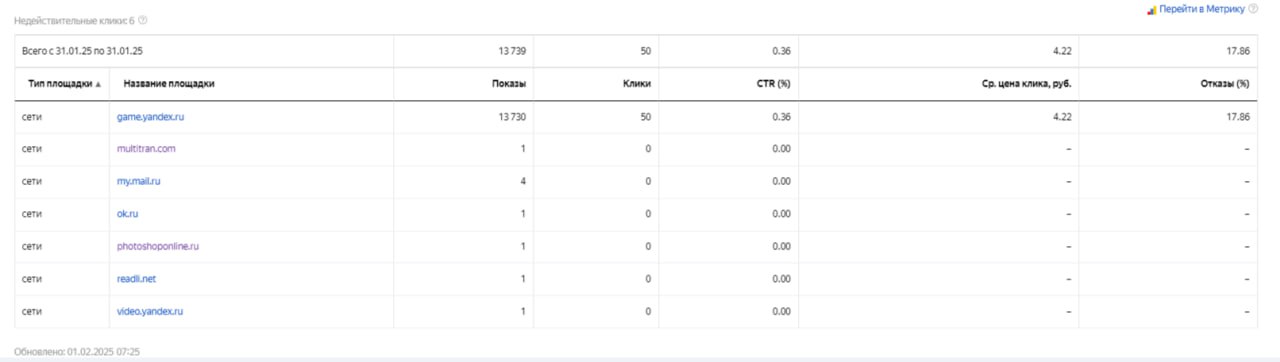 Перейти в Метрику
Недействительные клики: 6
Всего с 31.01.25 по 31.01.25 13 739 50 0.36 4.22 17.86
Тип площадки ▲ Название площадки Показы Клики CTR (%) Ср. цена клика, руб. Отказы (%)
сети game.yandex.ru 13 730 50 0.36 4.22 17.86
сети multitran.com 1 0 0.00 – –
сети my.mail.ru 4 0 0.00 – –
сети ok.ru 1 0 0.00 – –
сети photoshoponline.ru 1 0 0.00 – –
сети readli.net 1 0 0.00 – –
сети video.yandex.ru 1 0 0.00 – –
Обновлено: 01.02.2025 07:25